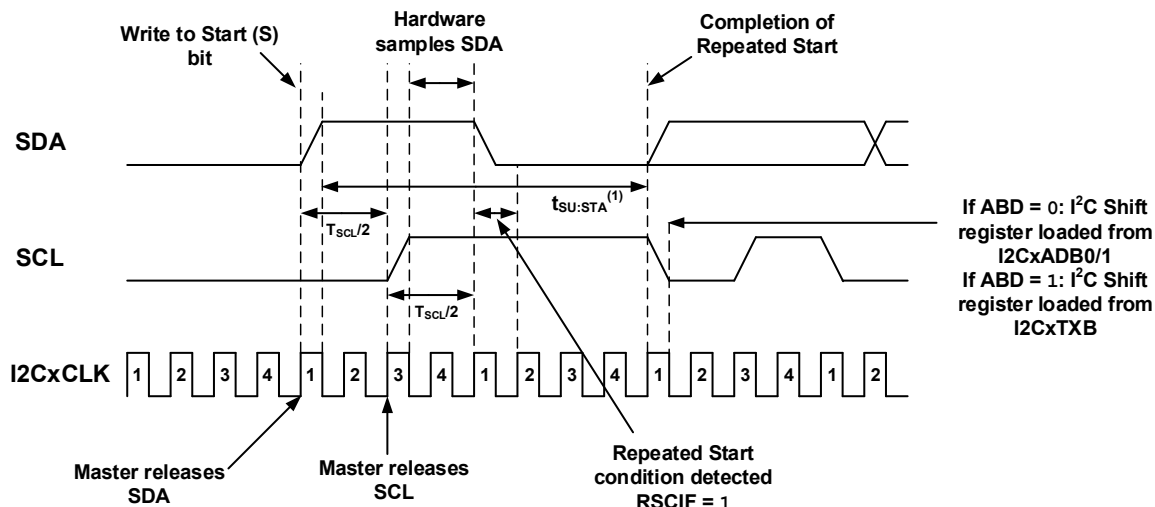 Write to Start (S)
bit
Hardware
samples SDA
Completion of
Repeated Start
SDA
tSU:STA(1)
TSCL/2
SCL
TSCL/2
If ABD = 0: I2C Shift
register loaded from
I2CxADB0/1
If ABD = 1: I2C Shift
register loaded from
I2CxTXB
I2CxCLK
1 2 3 4 1 2 3 4 1 2 3 4 1 2 3 4 1 2
Master releases
SDA
Master releases
SCL
Repeated Start
condition detected
RSCIF = 1